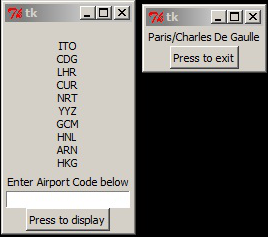 tk
ITO
CDG
LHR
CUR
NRT
YYZ
GCM
HNL
ARN
HKG
Enter Airport Code below
Press to display
tk
Paris/Charles De Gaulle
Press to exit